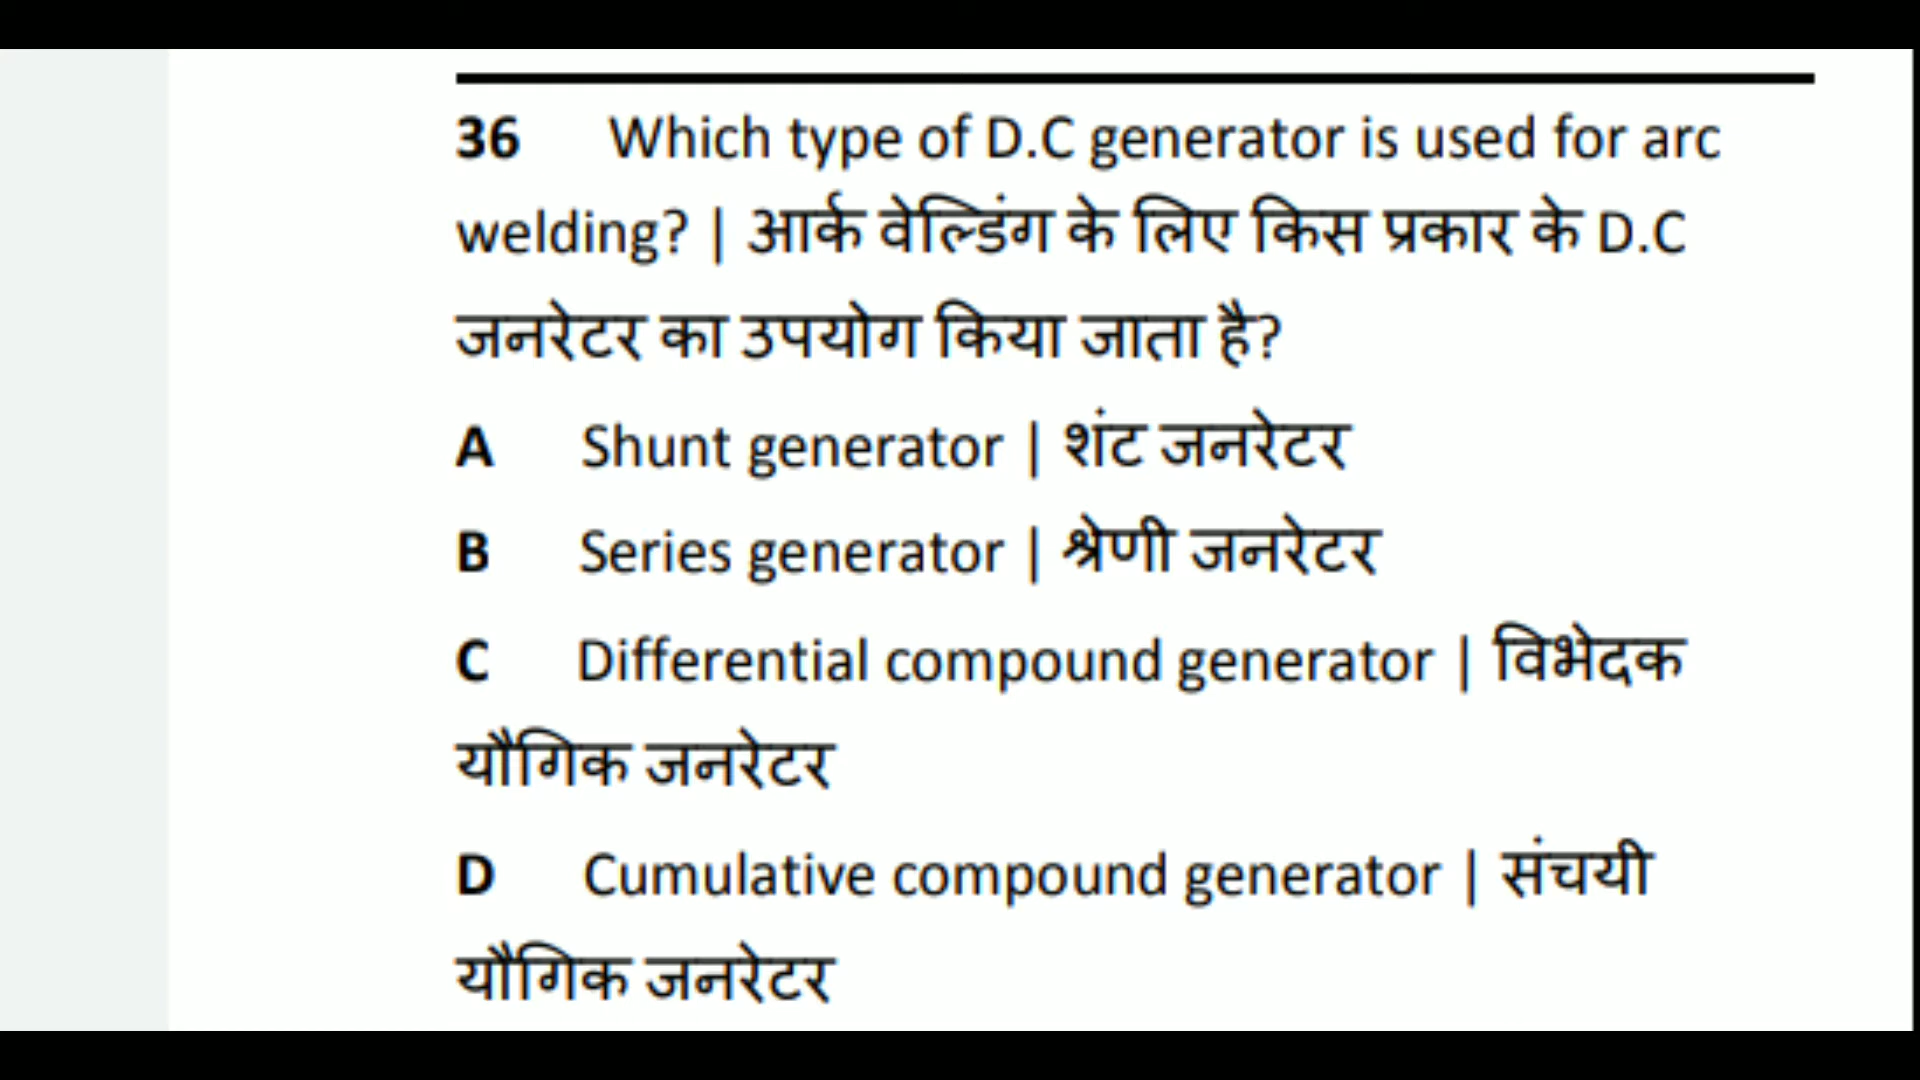 36 Which type of D.C generator is used for arc
welding? | आर्क वेल्डिंग के लिए किस प्रकार के D.C
जनरेटर का उपयोग किया जाता है?
A Shunt generator | शंट जनरेटर
B Series generator | श्रेणी जनरेटर
C Differential compound generator | विभेदक
यौगिक जनरेटर
D Cumulative compound generator | संचयी
यौगिक जनरेटर